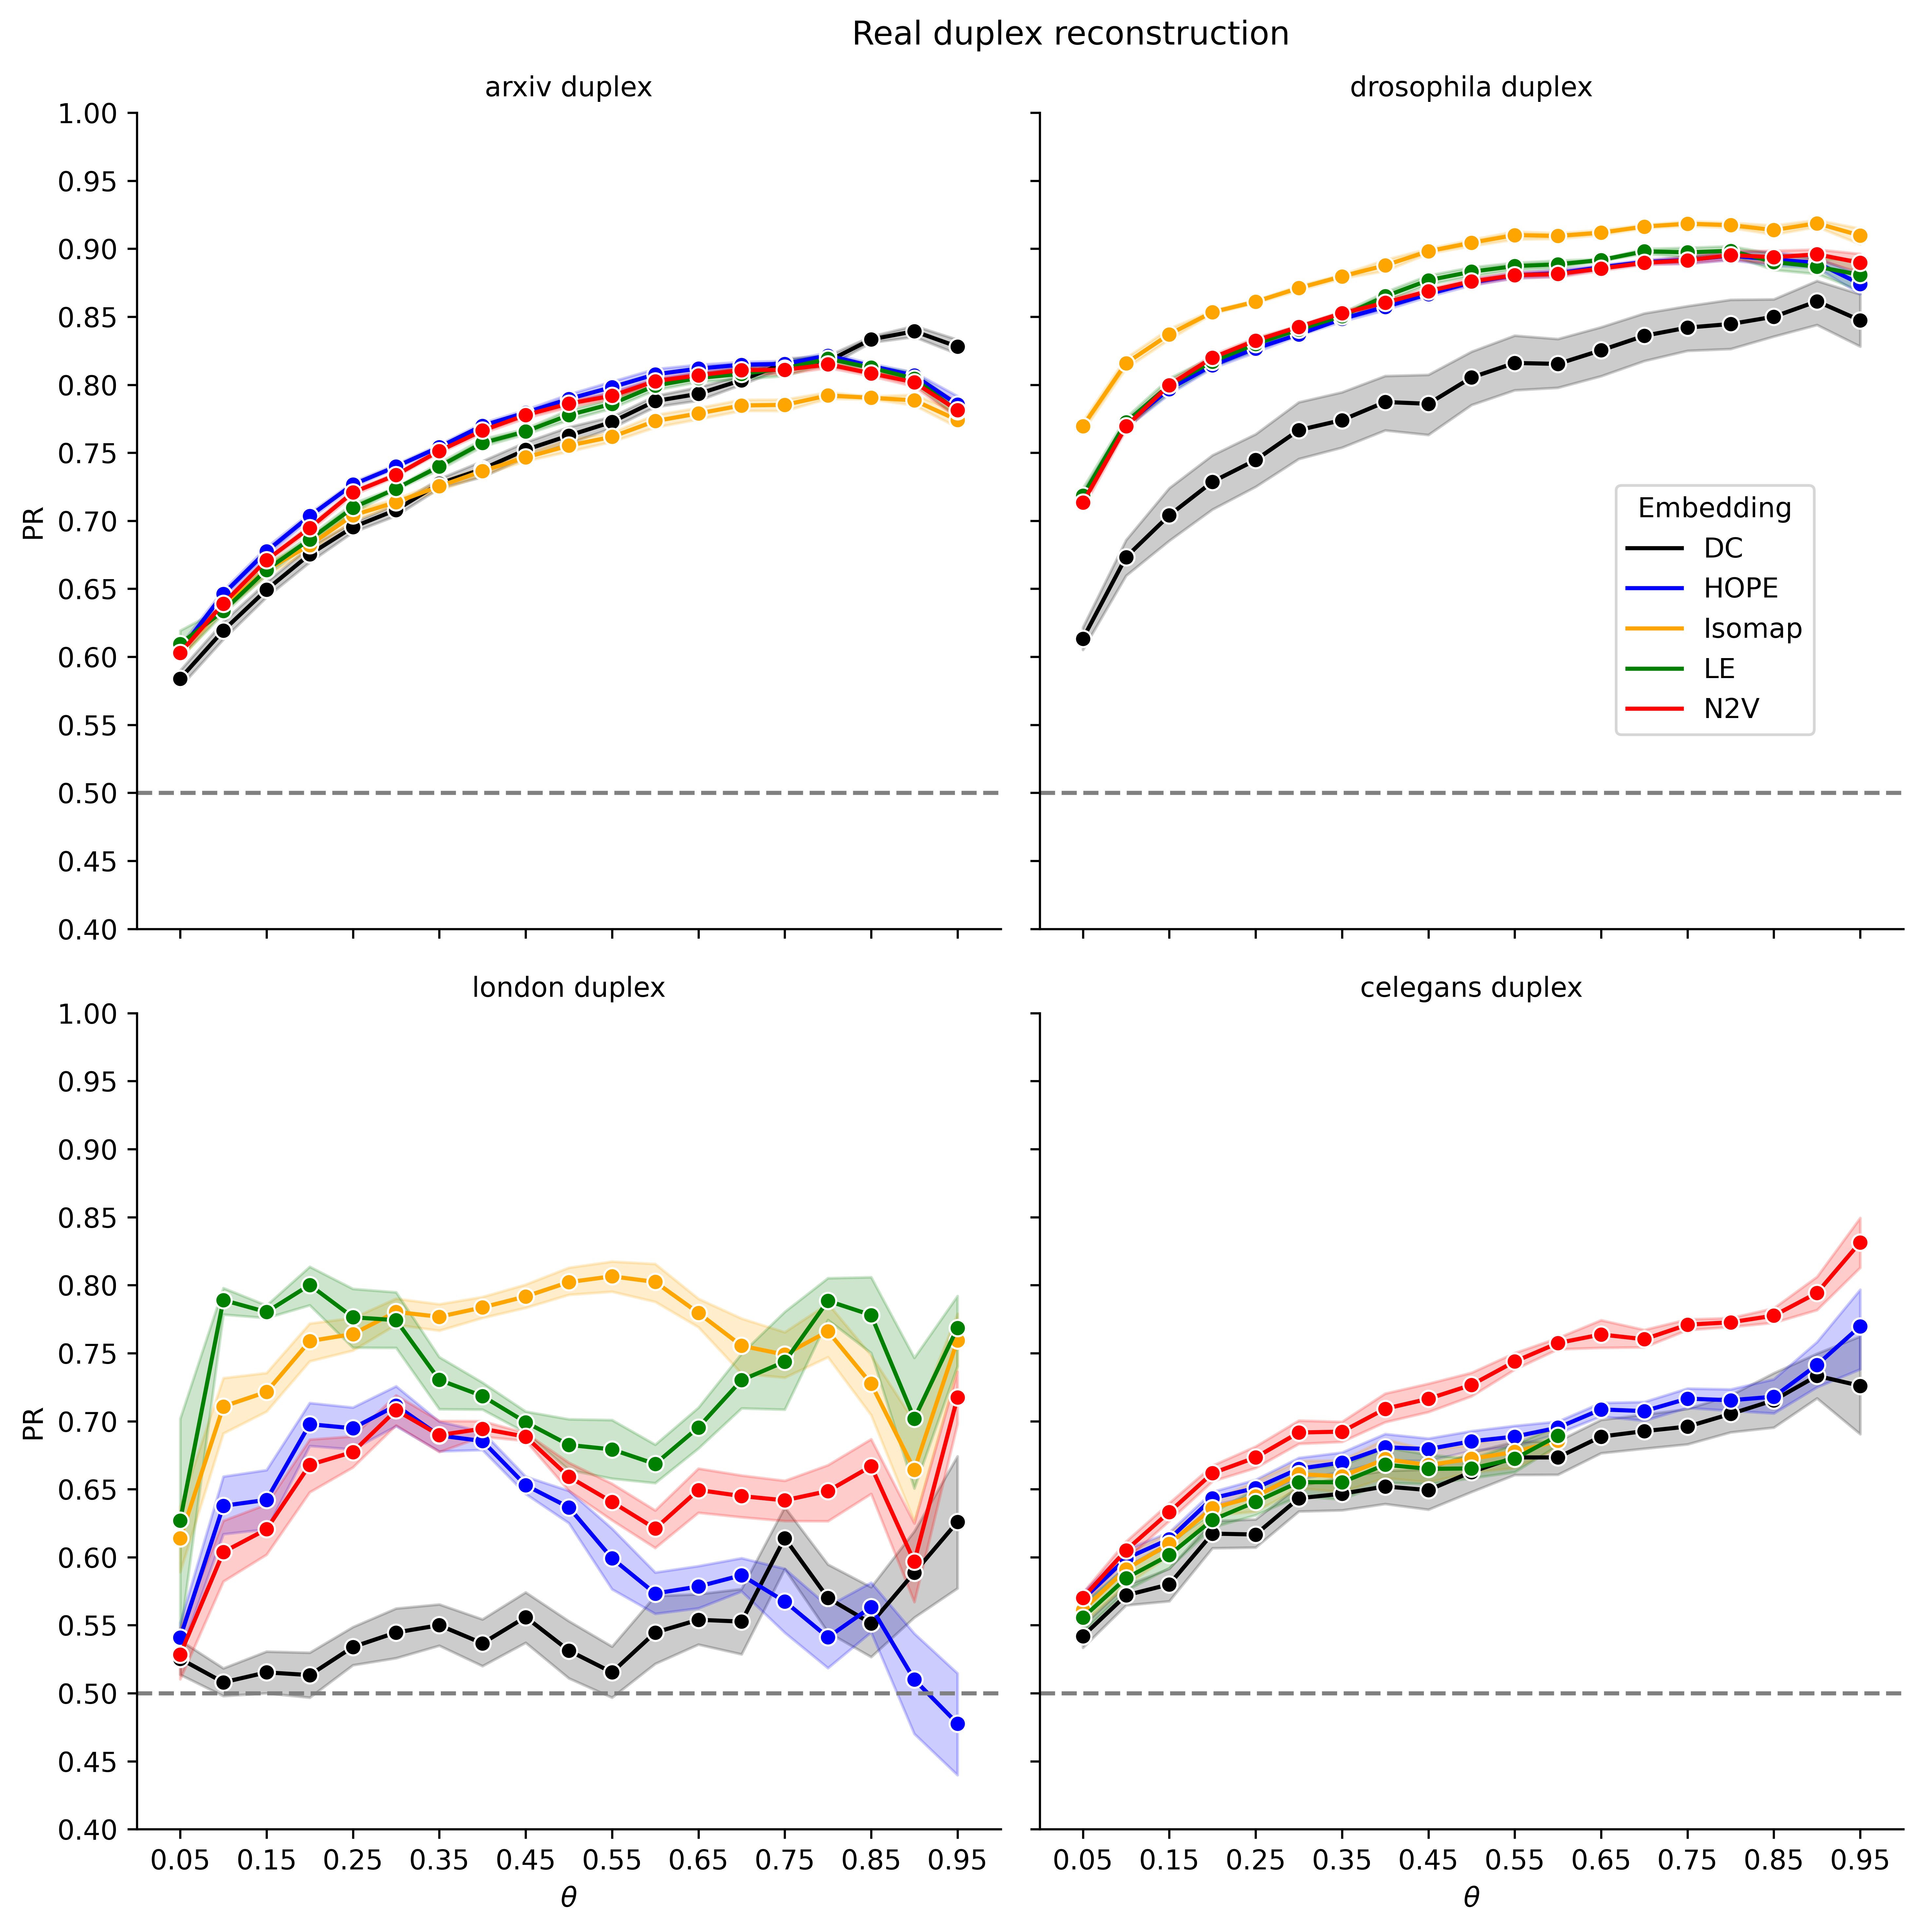 Real duplex reconstruction
arxiv duplex
1.00
0.95
0.90
0.85
0.80
0.75
0.70
0.65
0.60
0.55
0.50
0.45
0.40
PR
drosophila duplex
Embedding
DC
HOPE
Isomap
LE
N2V
london duplex
1.00
0.95
0.90
0.85
0.80
0.75
0.70
0.65
0.60
0.55
0.50
0.45
0.40
PR
0.05 0.15 0.25 0.35 0.45 0.55 0.65 0.75 0.85 0.95
θ
celegans duplex
0.05 0.15 0.25 0.35 0.45 0.55 0.65 0.75 0.85 0.95
θ